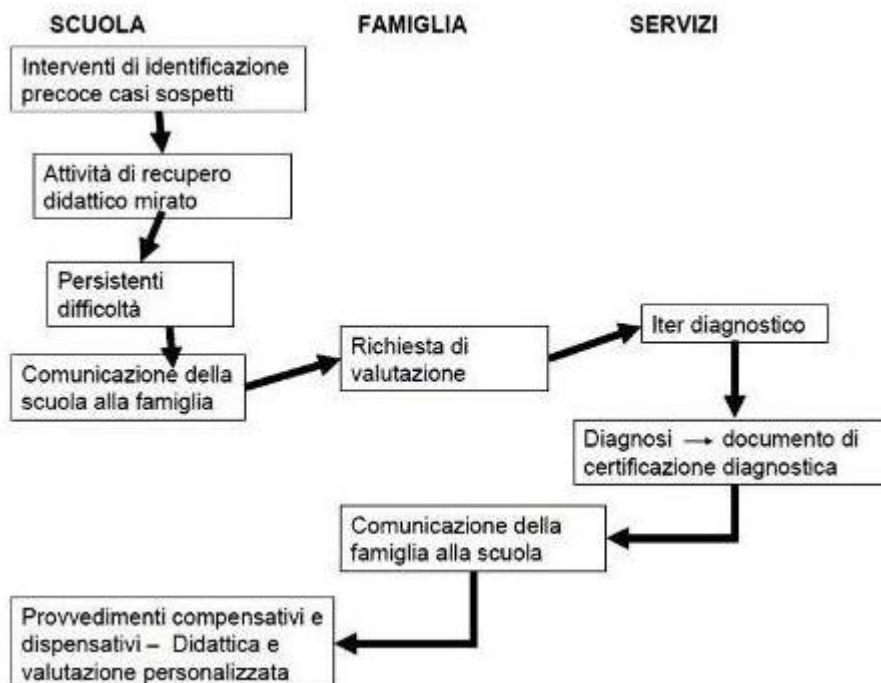 SCUOLA FAMIGLIA SERVIZI
Interventi di identificazione
precoce casi sospetti
Attività di recupero
didattico mirato
Persistenti
difficoltà
Comunicazione della
scuola alla famiglia
Richiesta di
valutazione
Iter diagnostico
Diagnosi → documento di
certificazione diagnostica
Comunicazione della
famiglia alla scuola
Provvedimenti compensativi e
dispensativi – Didattica e
valutazione personalizzata